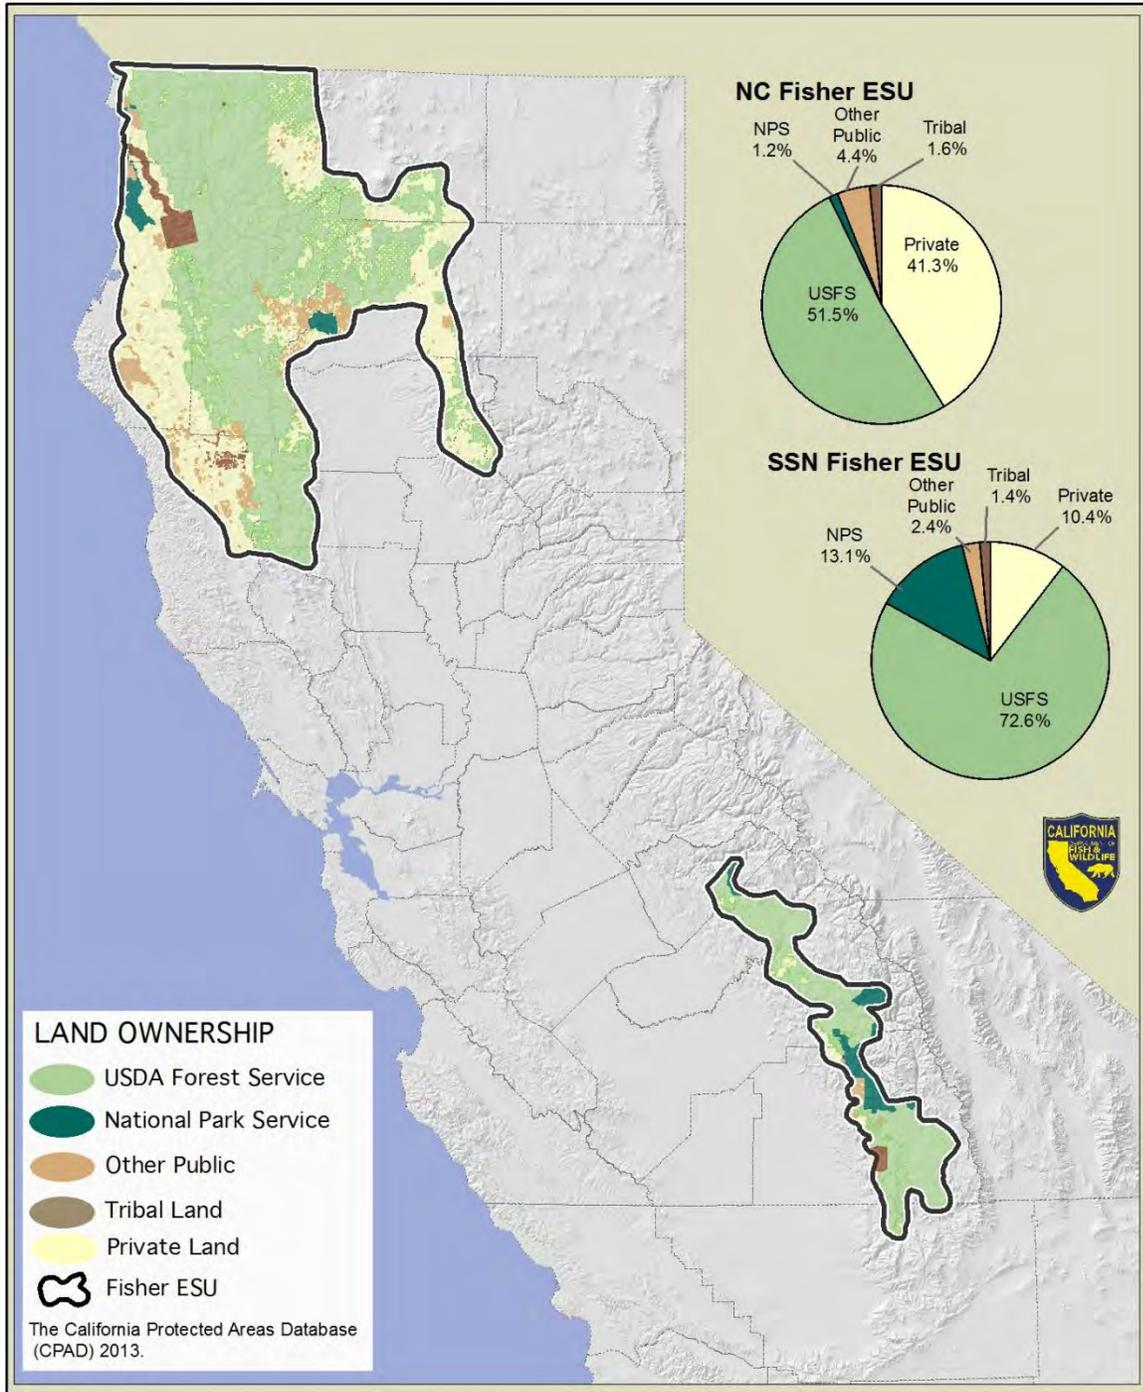 NC Fisher ESU
NPS
1.2%
Other
Public
4.4%
Tribal
1.6%
Private
41.3%
USFS
51.5%
SSN Fisher ESU
NPS
13.1%
Other
Public
2.4%
Tribal
1.4%
Private
10.4%
USFS
72.6%
CALIFORNIA
FISH &
WILDLIFE
LAND OWNERSHIP
USDA Forest Service
National Park Service
Other Public
Tribal Land
Private Land
Fisher ESU
The California Protected Areas Database
(CPAD) 2013.